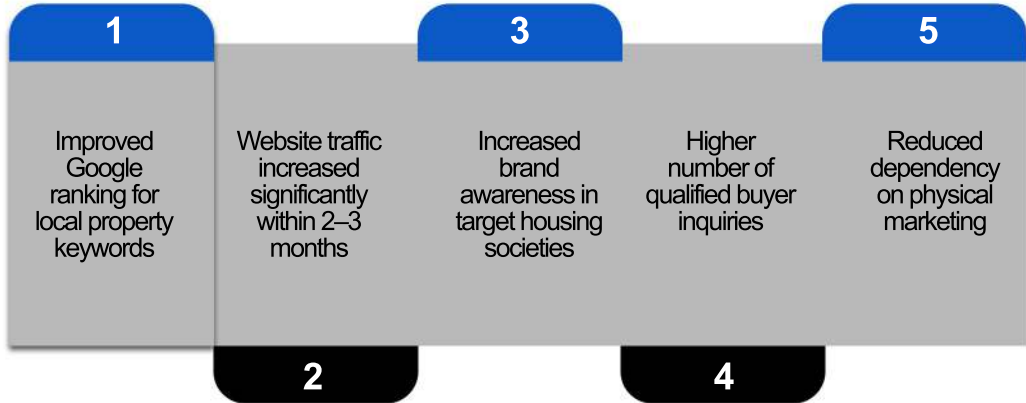 1
Improved
Google
ranking for
local property
keywords
2
Website traffic
increased
significantly
within 2–3
months
3
Increased
brand
awareness in
target housing
societies
4
Higher
number of
qualified buyer
inquiries
5
Reduced
dependency
on physical
marketing